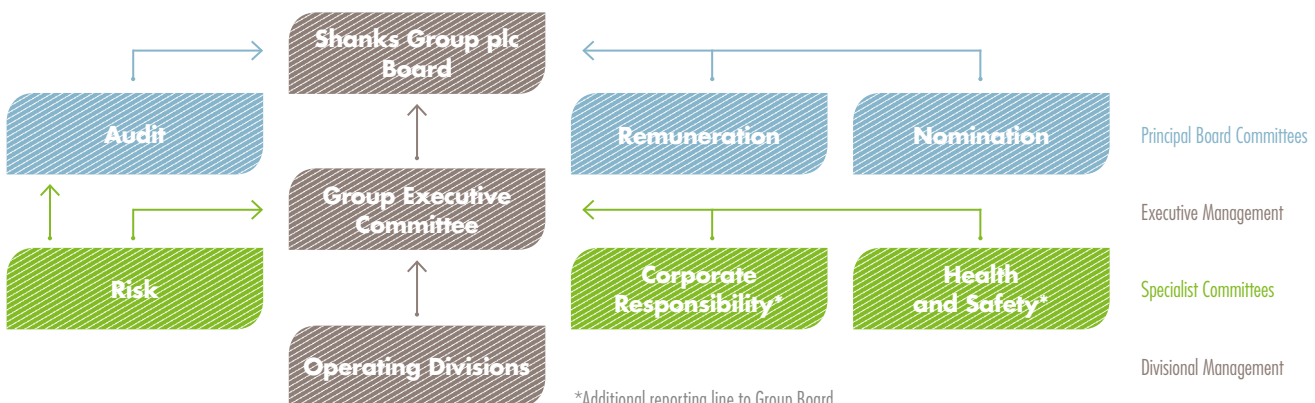 Shanks Group plc
Board
Audit
Remuneration
Nomination
Principal Board Committees
Group Executive
Committee
Executive Management
Risk
Corporate
Responsibility*
Health
and Safety*
Specialist Committees
Operating Divisions
Divisional Management
*Additional reporting line to Group Board